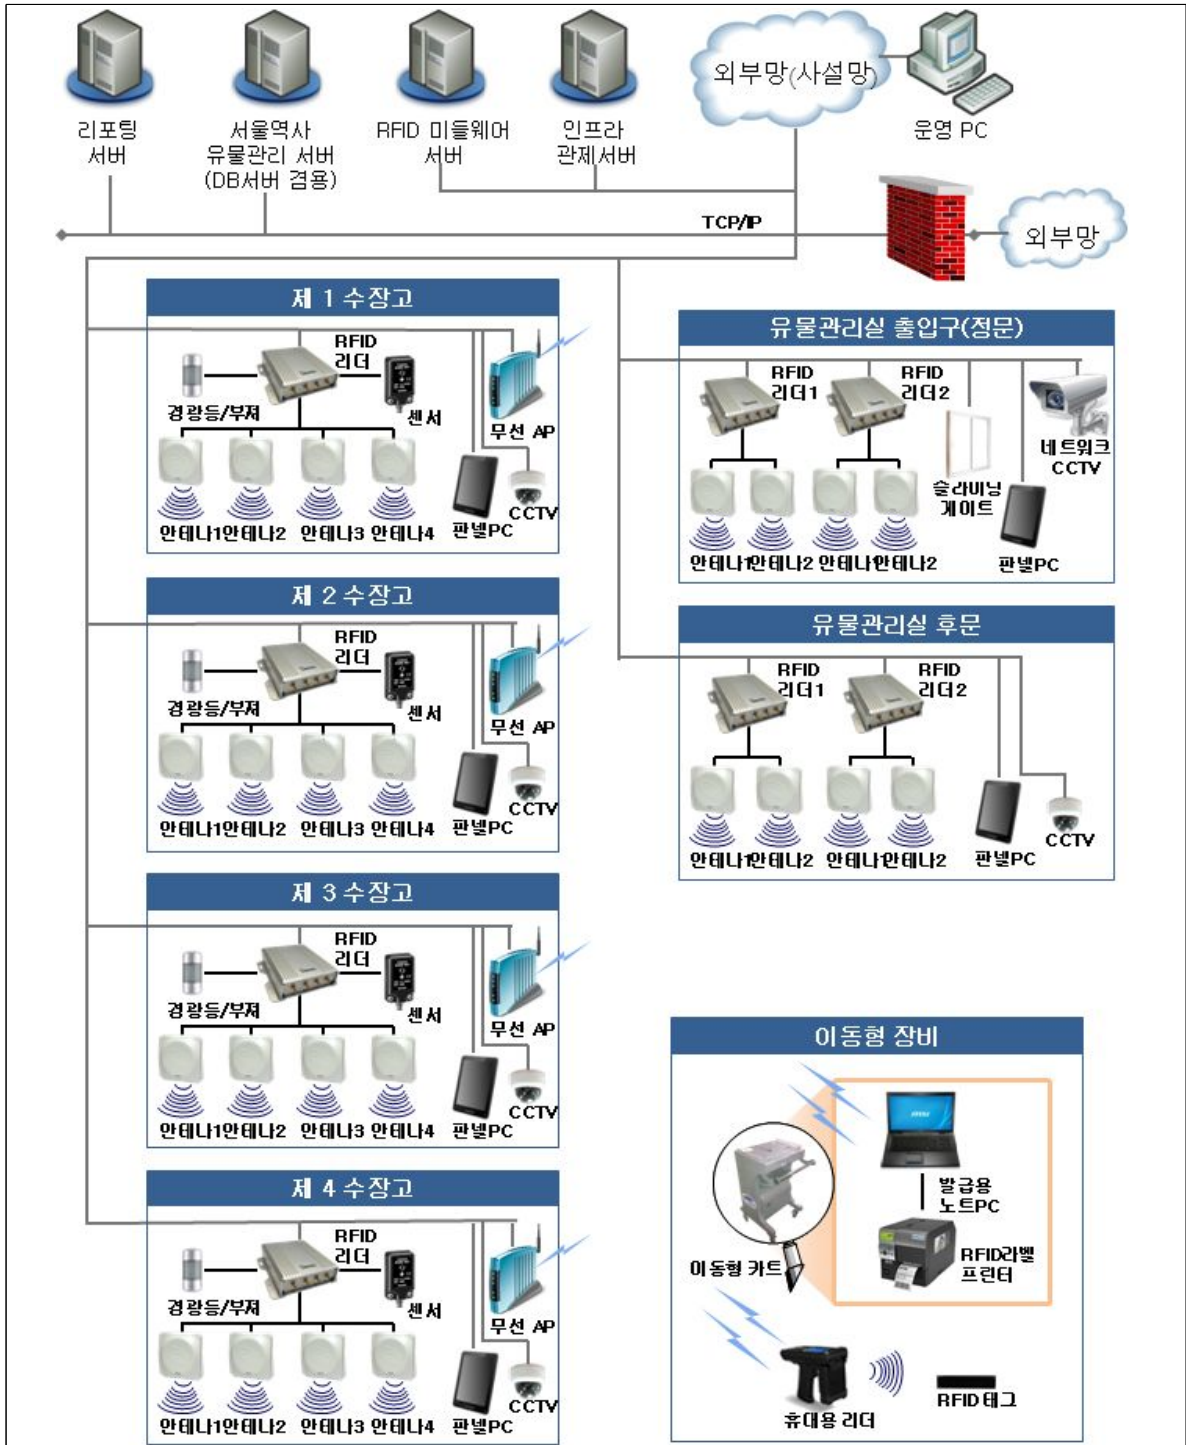 리포팅
서버
서울역사
유물관리 서버
(DB서버 겸용)
RFID 미들웨어
서버
인프라
관제서버
외부망(사설망)
운영 PC
TCP/IP
외부망
제 1 수장고
RFID
리더
경광등/부저
센서
무선 AP
안테나1
안테나2
안테나3
안테나4
판넬PC
CCTV
제 2 수장고
RFID
리더
경광등/부저
센서
무선 AP
안테나1
안테나2
안테나3
안테나4
판넬PC
CCTV
제 3 수장고
RFID
리더
경광등/부저
센서
무선 AP
안테나1
안테나2
안테나3
안테나4
판넬PC
CCTV
제 4 수장고
RFID
리더
경광등/부저
센서
무선 AP
안테나1
안테나2
안테나3
안테나4
판넬PC
CCTV
유물관리실 출입구(정문)
RFID
리더1
RFID
리더2
네트워크
CCTV
슬라이딩
게이트
안테나1
안테나2
안테나1
안테나2
판넬PC
유물관리실 후문
RFID
리더1
RFID
리더2
안테나1
안테나2
안테나1
안테나2
판넬PC
CCTV
이동형 장비
발급용
노트PC
이동형 카트
RFID라벨
프린터
휴대용 리더
RFID 태그